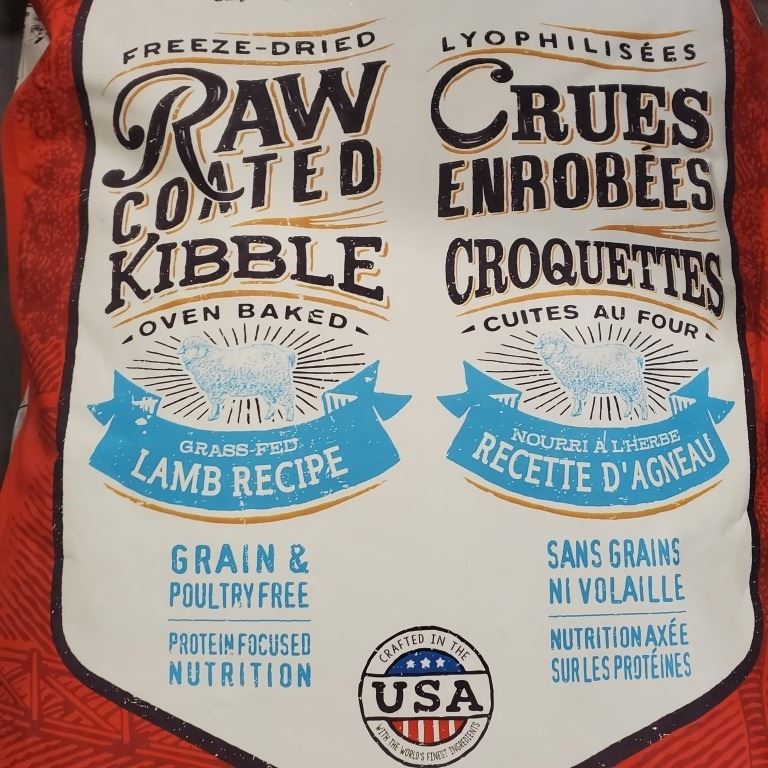 FREEZE-DRIED
RAW
COATED
KIBBLE
OVEN BAKED
GRASS-FED
LAMB RECIPE
GRAIN &
POULTRY FREE
PROTEIN FOCUSED
NUTRITION
LYOPHILISÉES
CRUES
ENROBÉES
CROQUETTES
CUITES AU FOUR
NOURRI À L'HERBE
RECETTE D'AGNEAU
SANS GRAINS
NI VOLAILLE
NUTRITION AXÉE
SUR LES PROTÉINES
CRAFTED IN THE
USA
WITH THE WORLD'S FINEST INGREDIENTS